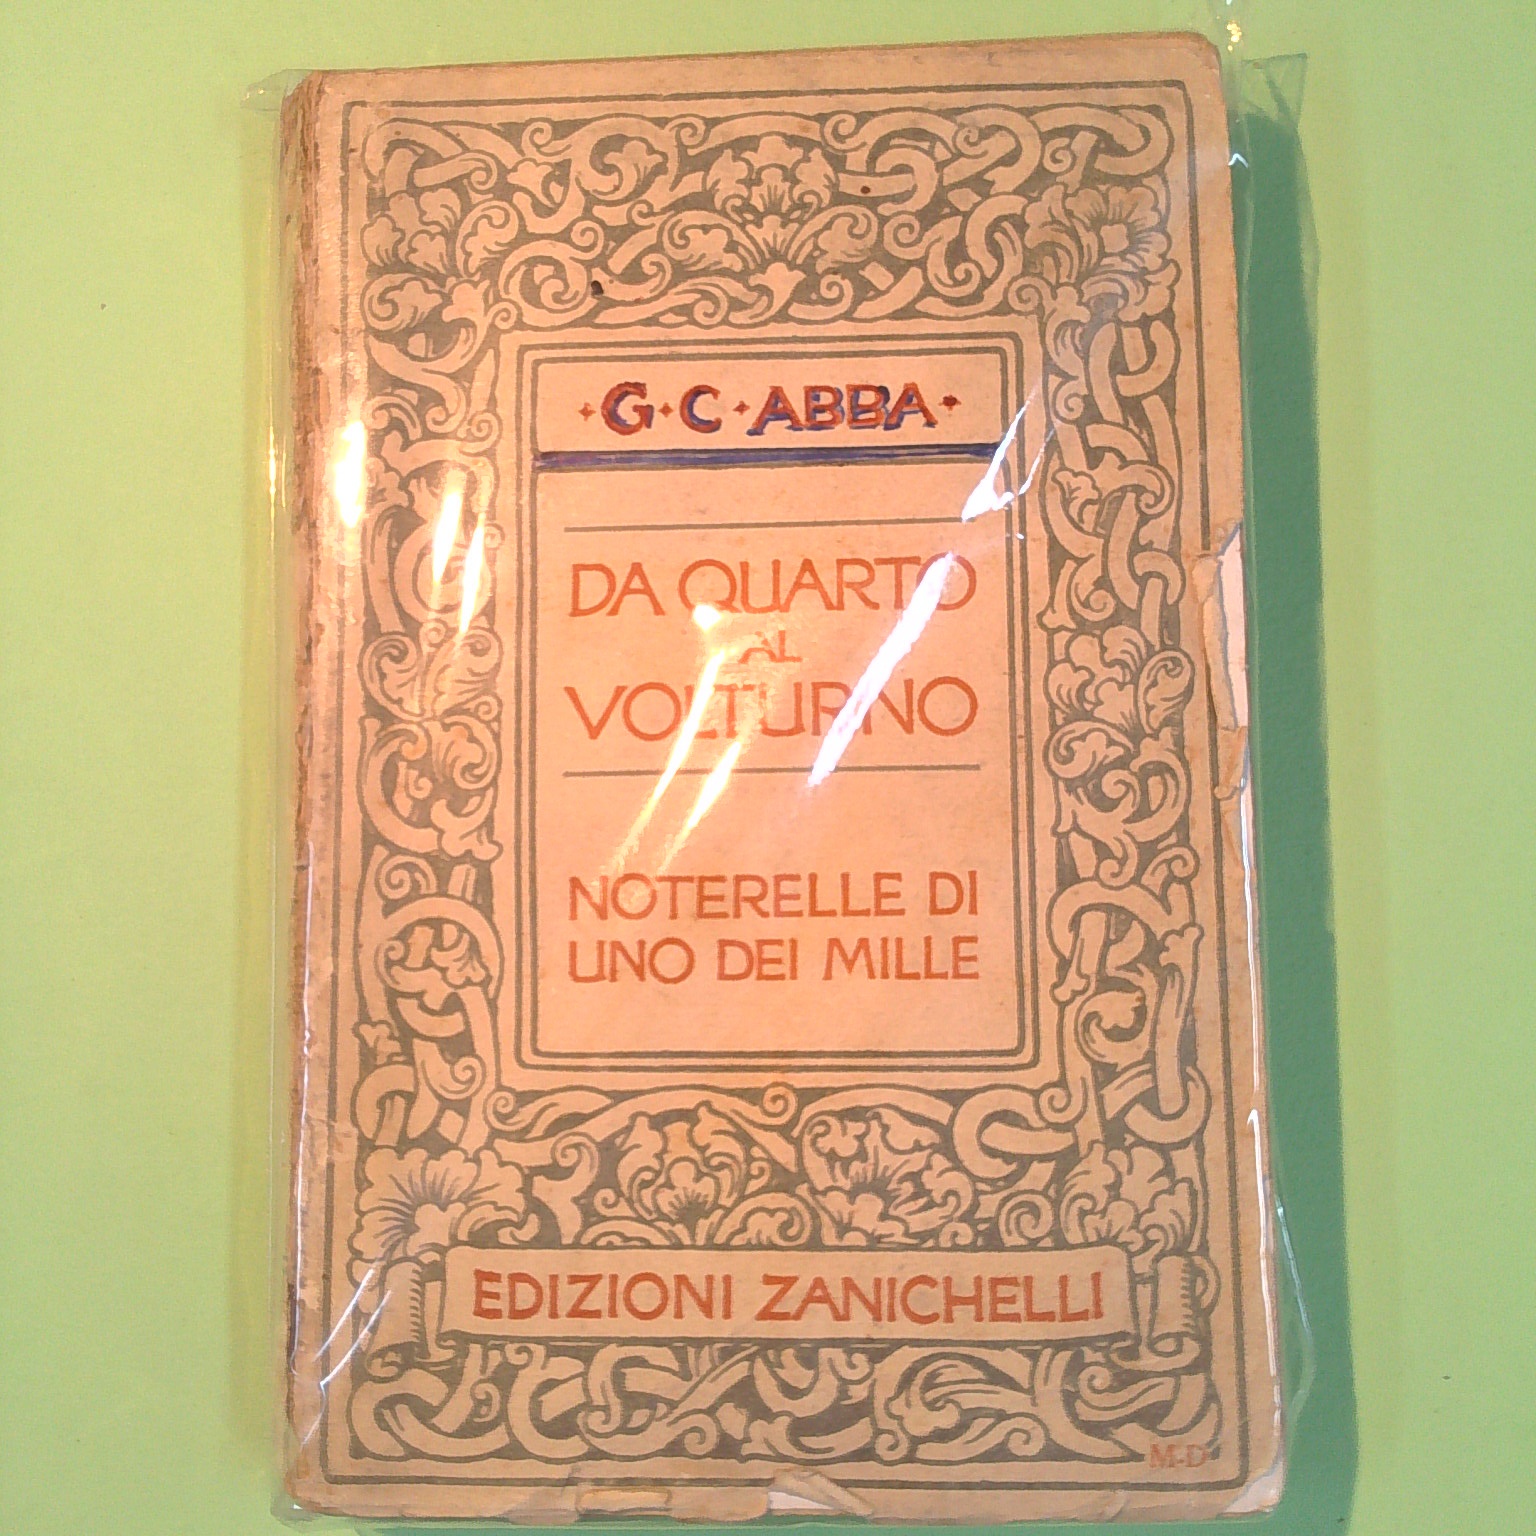 ·G·C·ABBA·
DA QUARTO
AL
VOLTURNO
NOTERELLE DI
UNO DEI MILLE
EDIZIONI ZANICHELLI
M-D